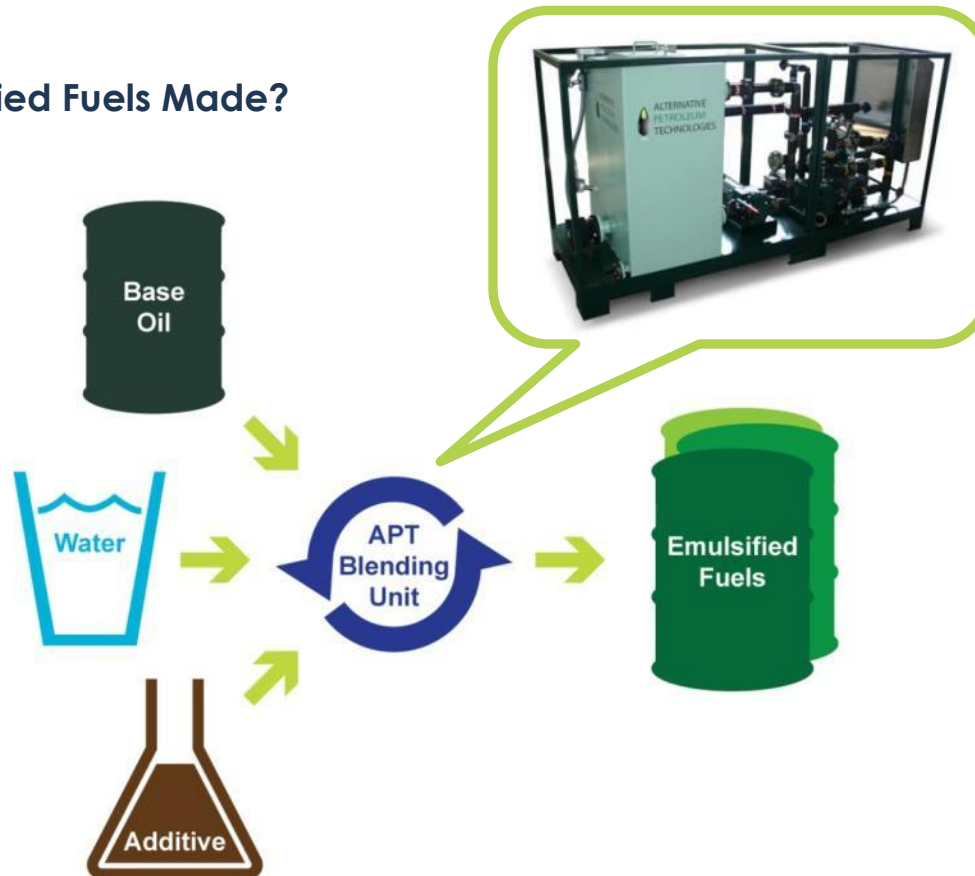 ied Fuels Made?
ALTERNATIVE
PETROLEUM
TECHNOLOGIES
Base
Oil
Water
APT
Blending
Unit
Emulsified
Fuels
Additive